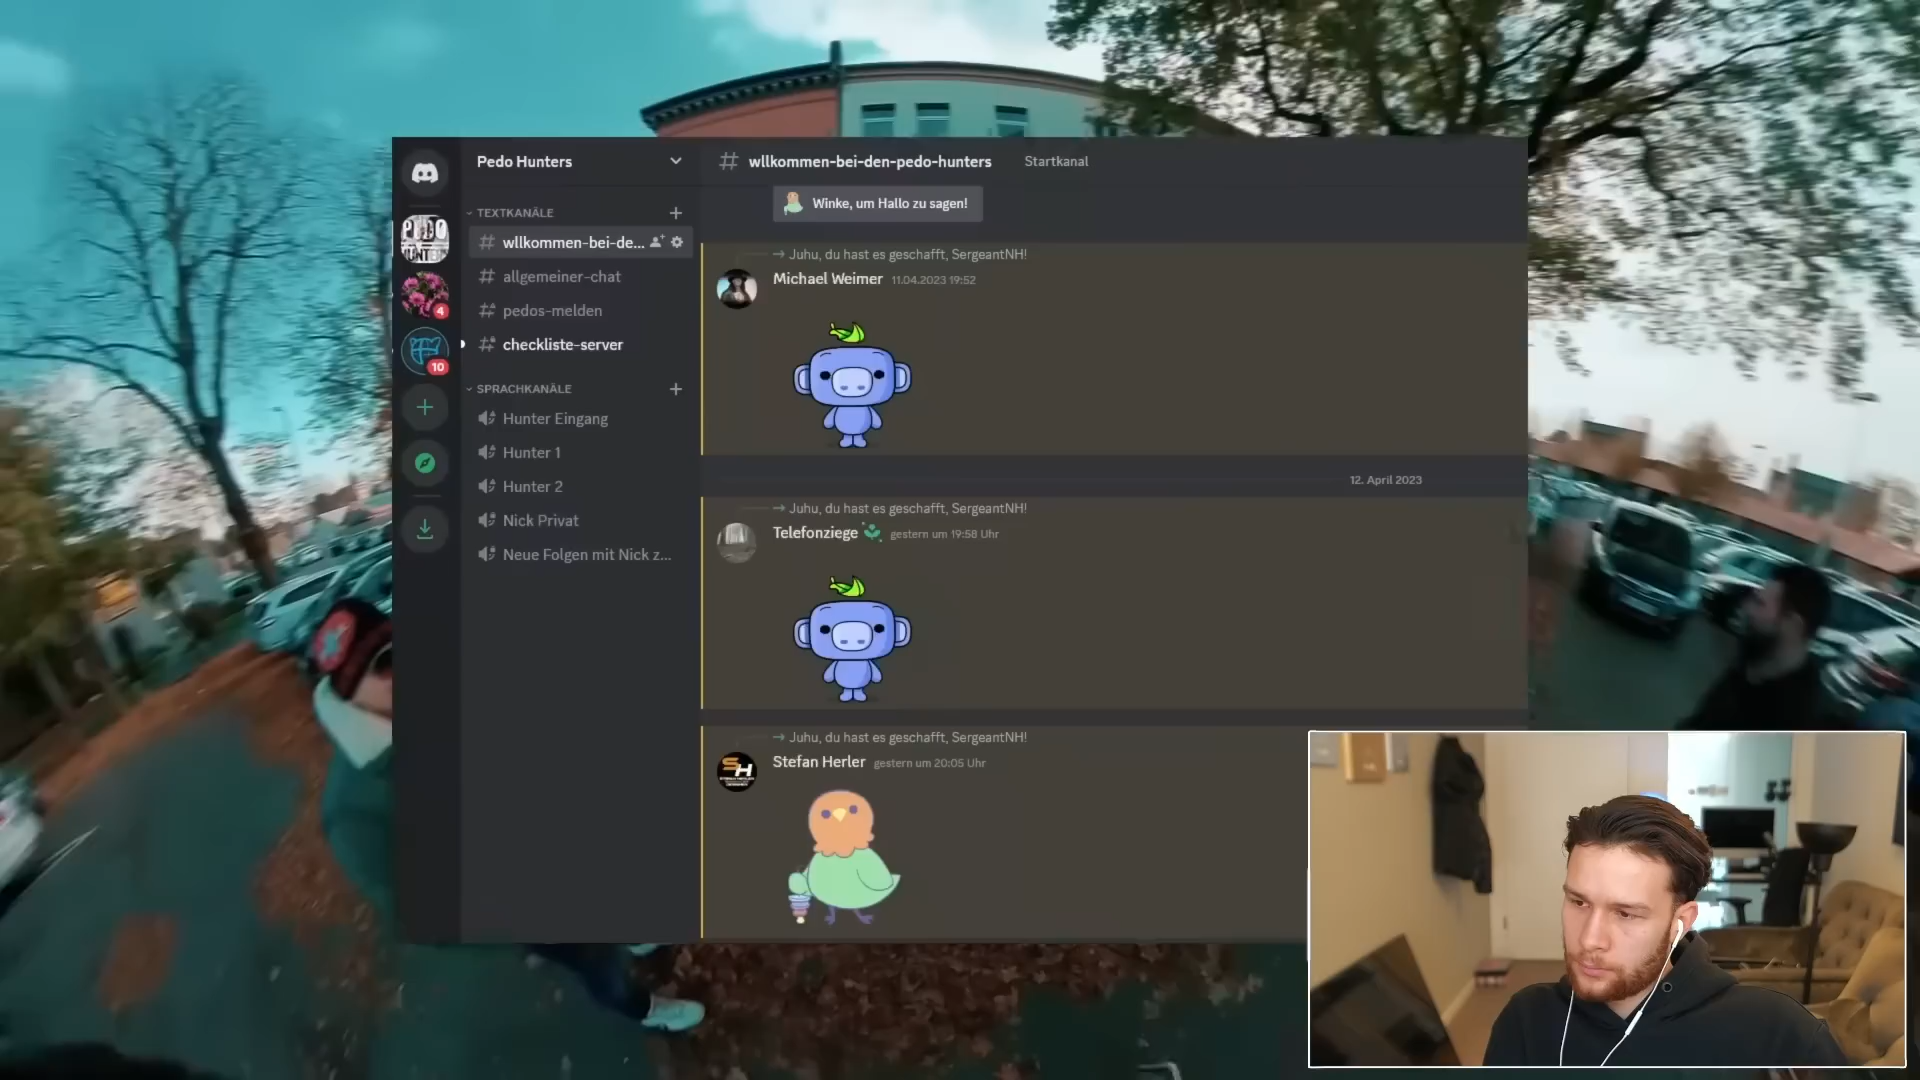 Pedo Hunters
wllkommen-bei-den-pedo-hunters
Startkanal
Winke, um Hallo zu sagen!
TEXTKANÄLE
wllkommen-bei-de...
allgemeiner-chat
pedos-melden
checkliste-server
SPRACHKANÄLE
Hunter Eingang
Hunter 1
Hunter 2
Nick Privat
Neue Folgen mit Nick z...
PEDO
HUNTERS
4
10
Juhu, du hast es geschafft, SergeantNH!
Michael Weimer 11.04.2023 19:52
12. April 2023
Juhu, du hast es geschafft, SergeantNH!
Telefonziege gestern um 19:58 Uhr
Juhu, du hast es geschafft, SergeantNH!
Stefan Herler gestern um 20:05 Uhr
SH